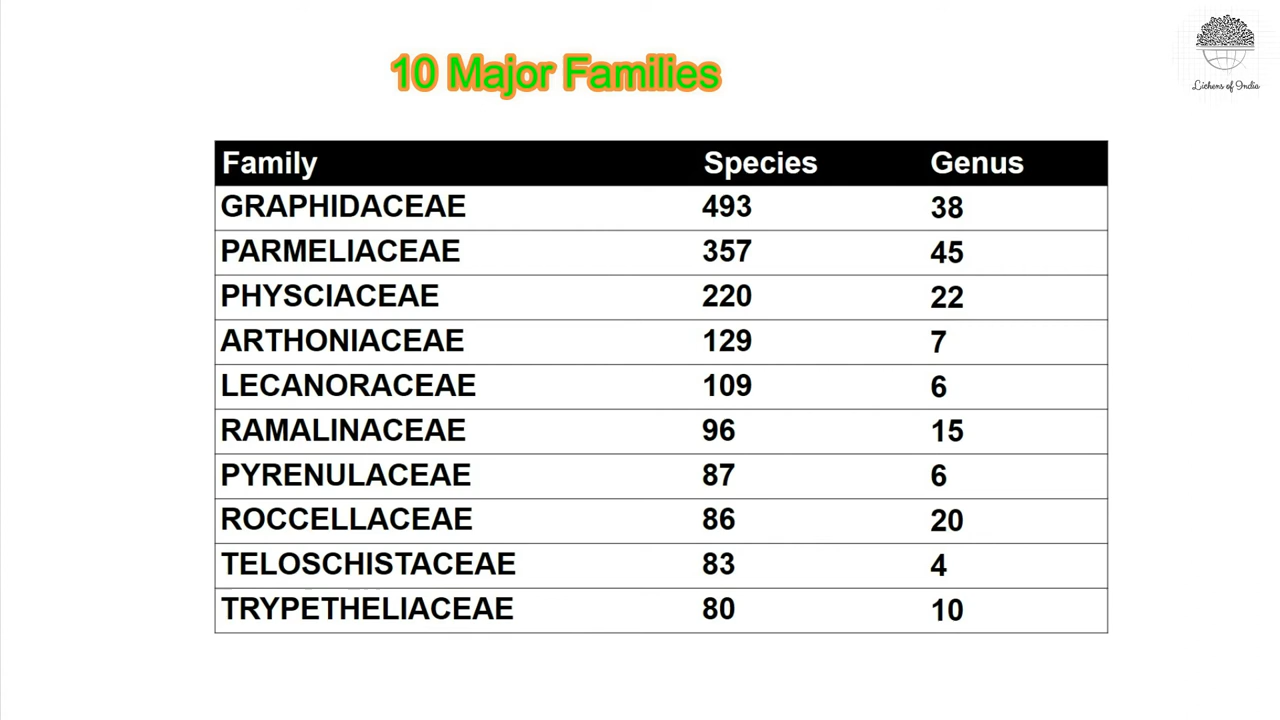 10 Major Families
Lichens of India
Family Species Genus
GRAPHIDACEAE 493 38
PARMELIACEAE 357 45
PHYSCIACEAE 220 22
ARTHONIACEAE 129 7
LECANORACEAE 109 6
RAMALINACEAE 96 15
PYRENULACEAE 87 6
ROCCELLACEAE 86 20
TELOSCHISTACEAE 83 4
TRYPETHELIACEAE 80 10